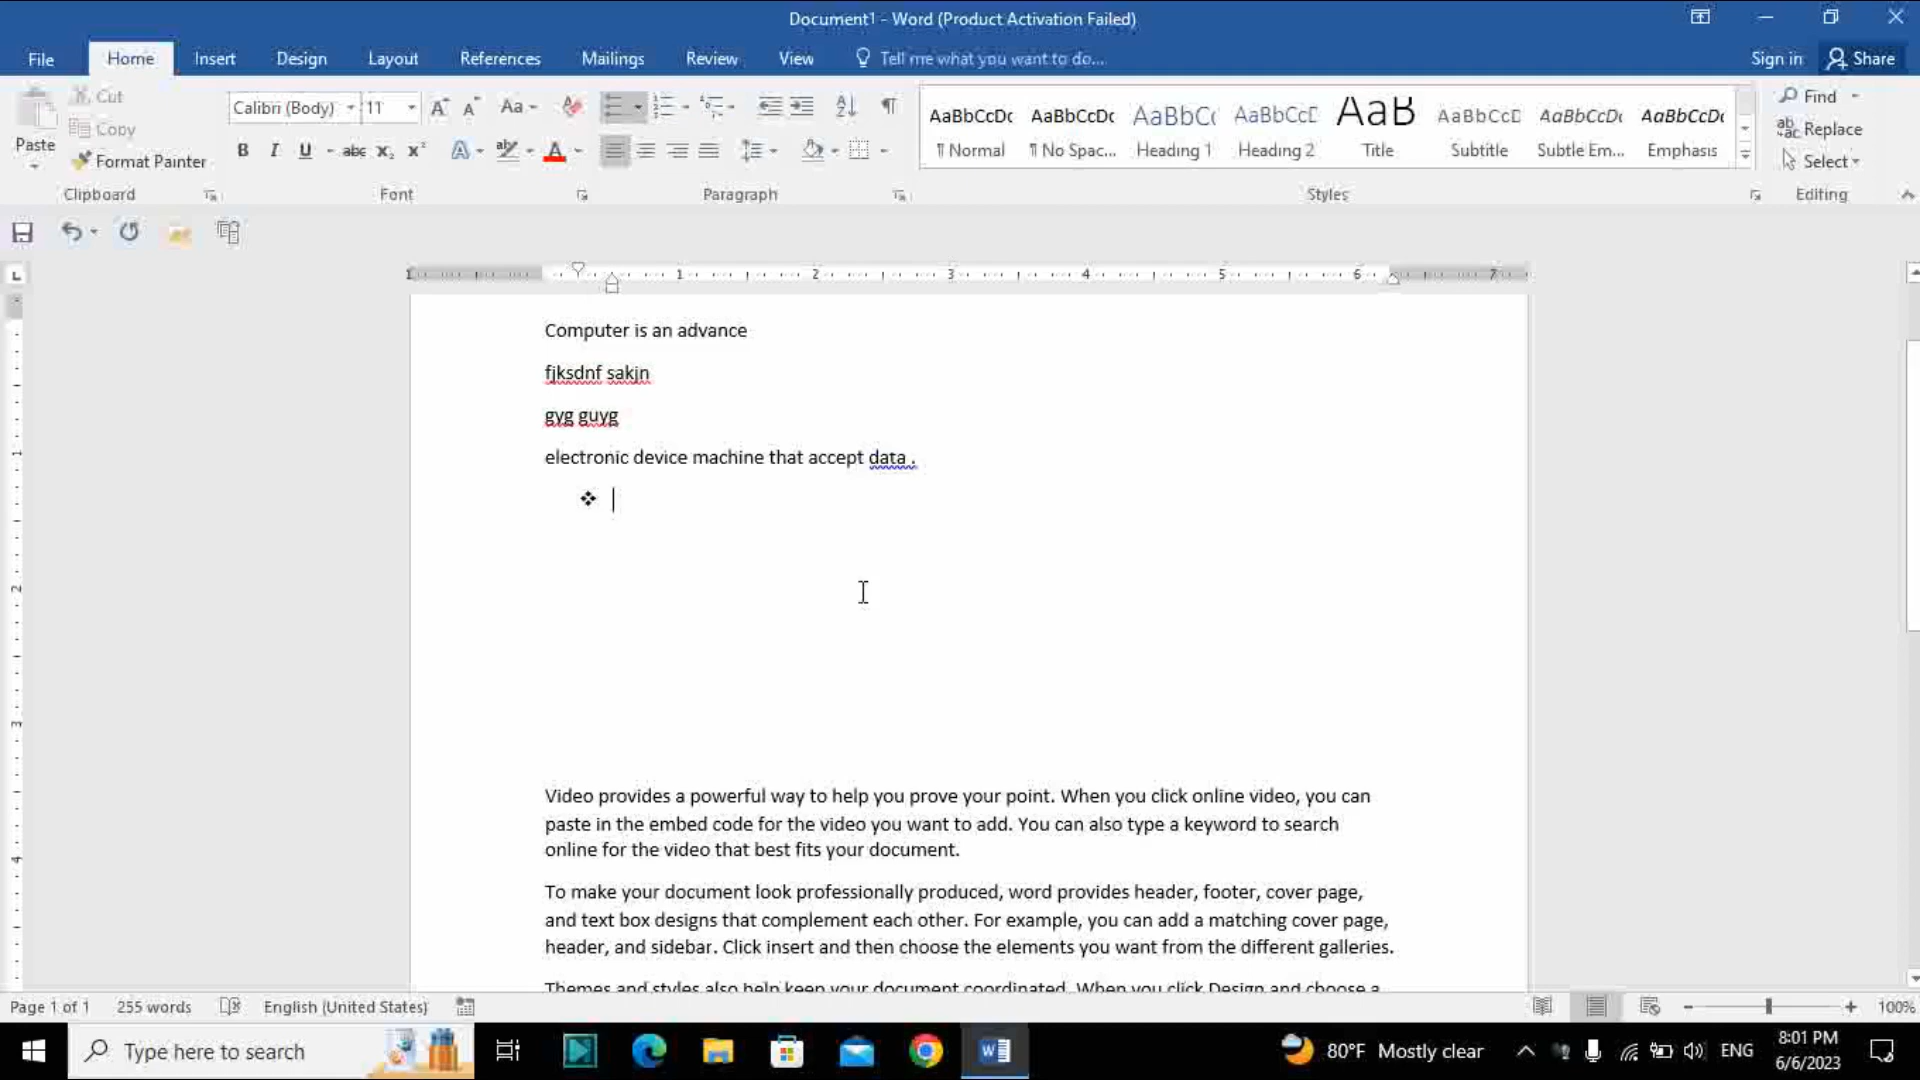 Document1 - Word (Product Activation Failed)
File Home Insert Design Layout References Mailings Review View Tell me what you want to do... Sign in Share
Cut
Copy
Paste
Format Painter
Calibri (Body) 11
AaBbCcDc AaBbCcDc AaBbC( AaBbCcE AaB AaBbCcD AaBbCcDı AaBbCcDı
¶ Normal ¶ No Spac... Heading 1 Heading 2 Title Subtitle Subtle Em... Emphasis
Find
Replace
Select
Clipboard Font Paragraph Styles Editing
Computer is an advance
fjksdnf sakjn
gyg guyg
electronic device machine that accept data .
❖
Video provides a powerful way to help you prove your point. When you click online video, you can
paste in the embed code for the video you want to add. You can also type a keyword to search
online for the video that best fits your document.
To make your document look professionally produced, word provides header, footer, cover page,
and text box designs that complement each other. For example, you can add a matching cover page,
header, and sidebar. Click insert and then choose the elements you want from the different galleries.
Themes and styles also help keep your document coordinated. When you click Design and choose a
Page 1 of 1 255 words English (United States) 100%
Type here to search 80°F Mostly clear ENG 8:01 PM
6/6/2023